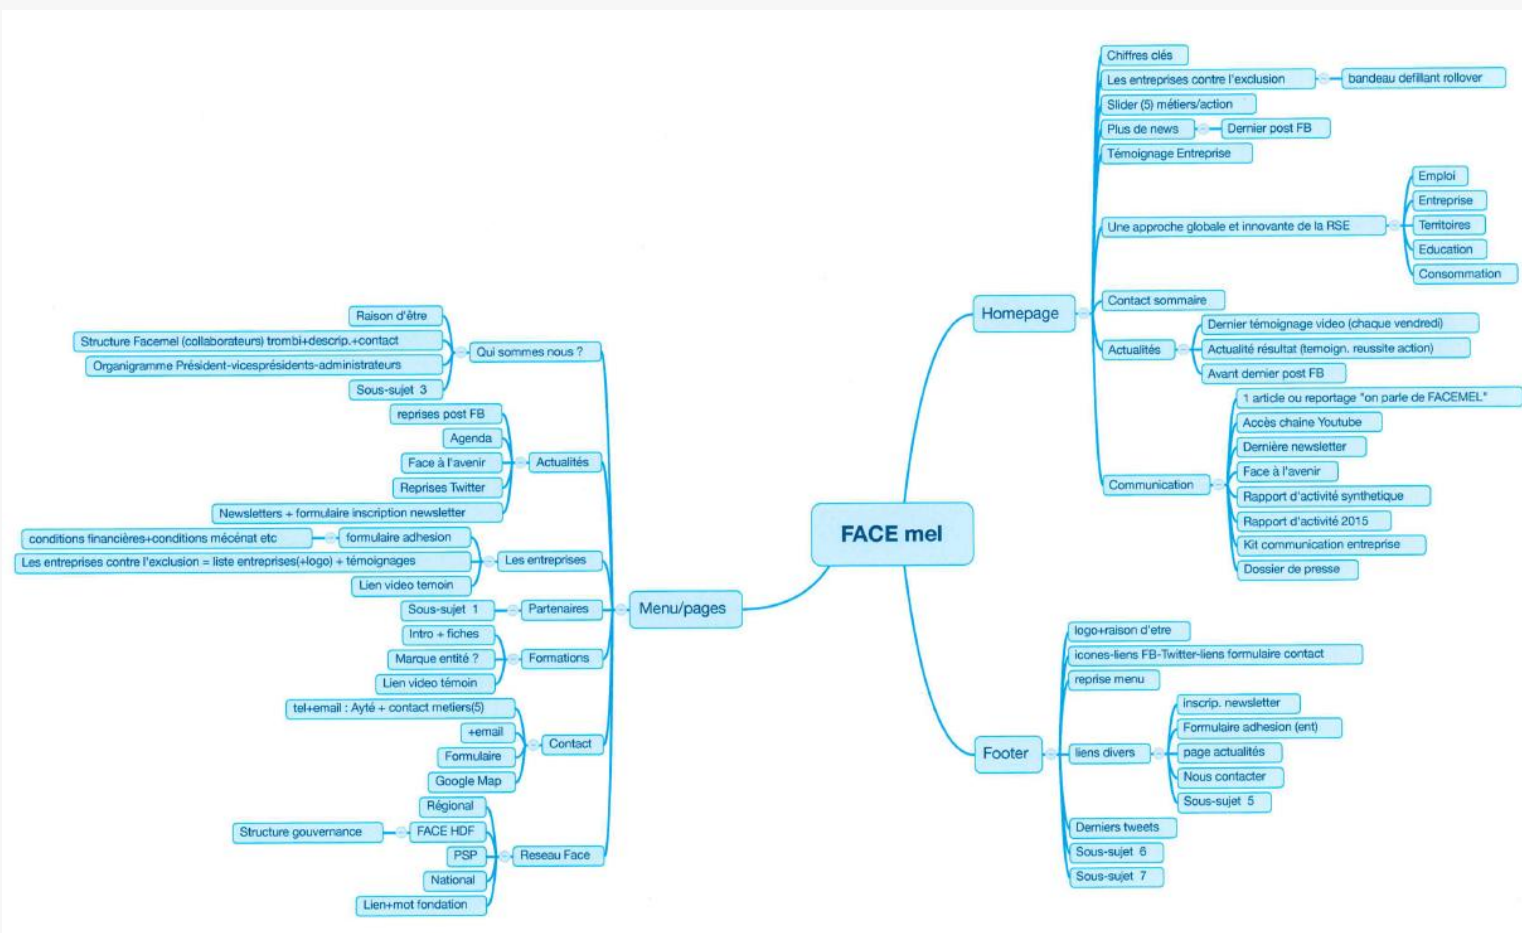 FACE mel
Homepage
Chiffres clés
Les entreprises contre l'exclusion
bandeau defillant rollover
Slider (5) métiers/action
Plus de news
Dernier post FB
Témoignage Entreprise
Une approche globale et innovante de la RSE
Emploi
Entreprise
Territoires
Education
Consommation
Contact sommaire
Actualités
Dernier témoignage video (chaque vendredi)
Actualité résultat (temoign. reussite action)
Avant dernier post FB
Communication
1 article ou reportage "on parle de FACEMEL"
Accès chaine Youtube
Dernière newsletter
Face à l'avenir
Rapport d'activité synthetique
Rapport d'activité 2015
Kit communication entreprise
Dossier de presse
Footer
logo+raison d'etre
icones-liens FB-Twitter-liens formulaire contact
reprise menu
liens divers
inscrip. newsletter
Formulaire adhesion (ent)
page actualités
Nous contacter
Sous-sujet 5
Derniers tweets
Sous-sujet 6
Sous-sujet 7
Menu/pages
Qui sommes nous ?
Raison d'être
Structure Facemel (collaborateurs) trombi+descrip.+contact
Organigramme Président-vicesprésidents-administrateurs
Sous-sujet 3
Actualités
reprises post FB
Agenda
Face à l'avenir
Reprises Twitter
Newsletters + formulaire inscription newsletter
Les entreprises
formulaire adhesion
conditions financières+conditions mécénat etc
Les entreprises contre l'exclusion = liste entreprises(+logo) + témoignages
Lien video temoin
Partenaires
Sous-sujet 1
Formations
Intro + fiches
Marque entité ?
Lien video témoin
Contact
tel+email : Ayté + contact metiers(5)
+email
Formulaire
Google Map
Reseau Face
Régional
FACE HDF
Structure gouvernance
PSP
National
Lien+mot fondation